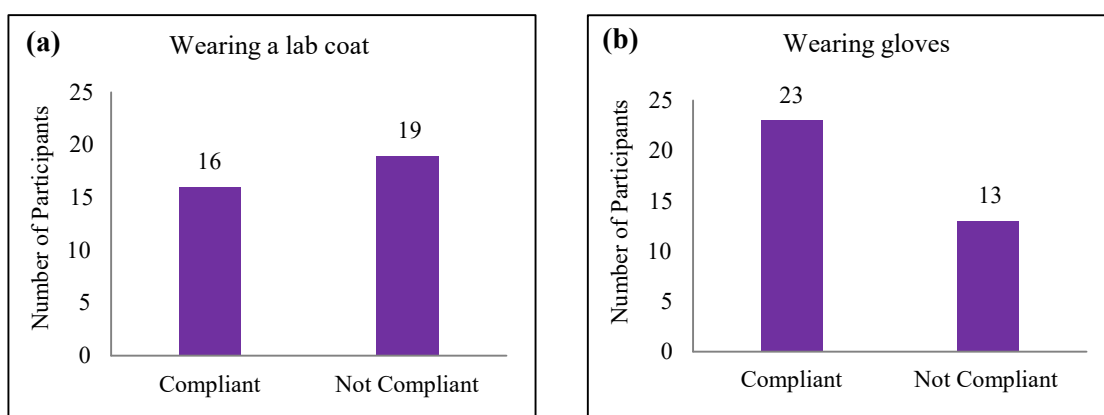 (a)
Wearing a lab coat
Number of Participants
25
20
15
10
5
0
16
19
Compliant
Not Compliant
(b)
Wearing gloves
Number of Participants
25
20
15
10
5
0
23
13
Compliant
Not Compliant